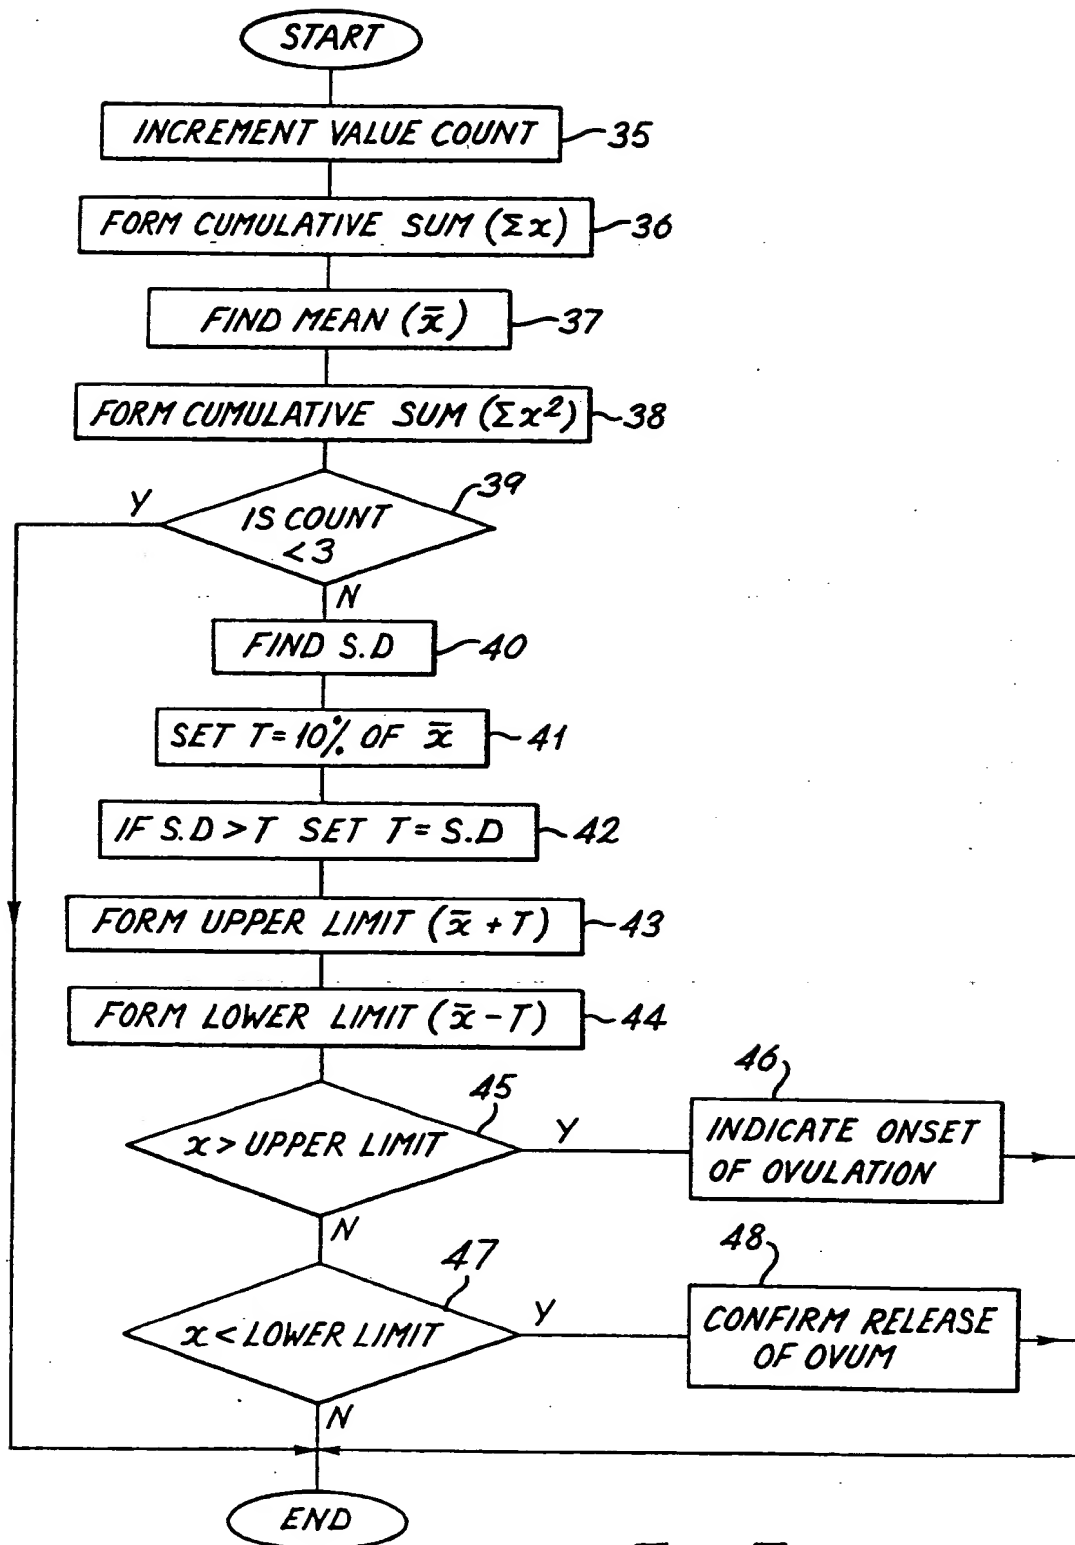 START
INCREMENT VALUE COUNT
35
FORM CUMULATIVE SUM (Σx)
36
FIND MEAN (x̄)
37
FORM CUMULATIVE SUM (Σx²)
38
39
Y
IS COUNT
<3
N
FIND S.D
40
SET T=10% OF x̄
41
IF S.D>T SET T=S.D
42
FORM UPPER LIMIT (x̄+T)
43
FORM LOWER LIMIT (x̄-T)
44
45
46
x>UPPER LIMIT
Y
INDICATE ONSET
OF OVULATION
N
47
48
x<LOWER LIMIT
Y
CONFIRM RELEASE
OF OVUM
N
END